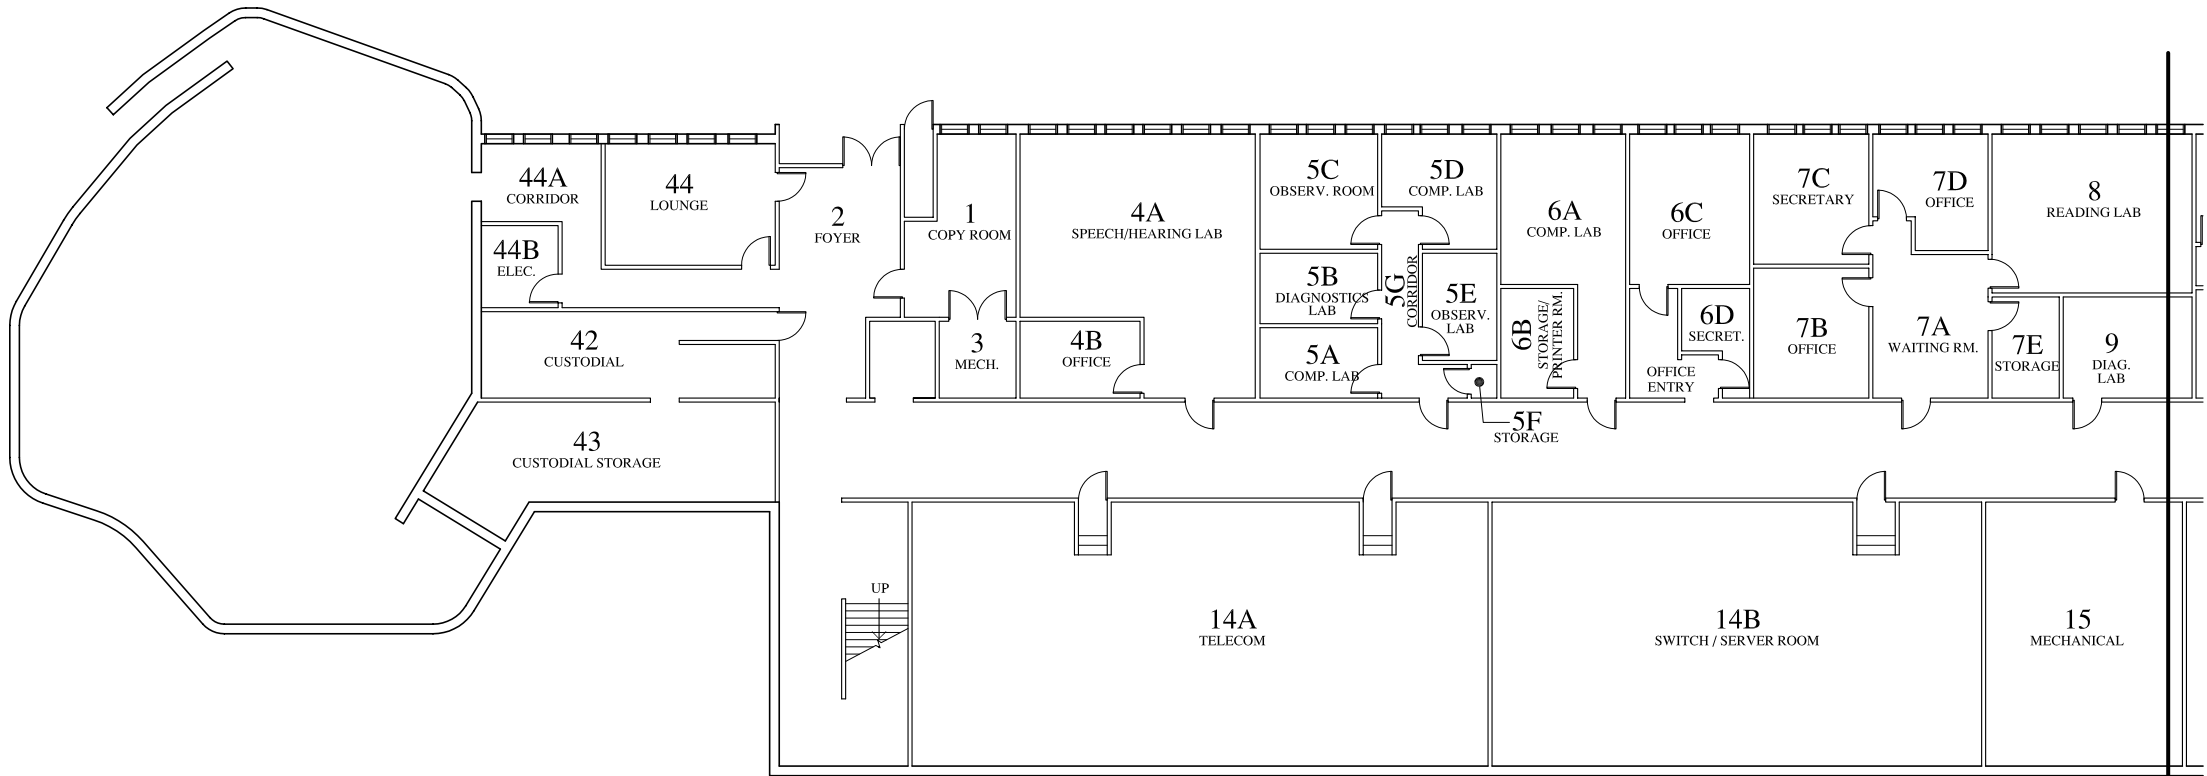 44A
CORRIDOR
44
LOUNGE
44B
ELEC.
2
FOYER
1
COPY ROOM
3
MECH.
42
CUSTODIAL
43
CUSTODIAL STORAGE
4A
SPEECH/HEARING LAB
4B
OFFICE
5C
OBSERV. ROOM
5D
COMP. LAB
5B
DIAGNOSTICS
LAB
5G
CORRIDOR
5E
OBSERV.
LAB
5A
COMP. LAB
5F
STORAGE
6A
COMP. LAB
6B
STORAGE/
PRINTER RM.
6C
OFFICE
6D
SECRET.
OFFICE
ENTRY
7C
SECRETARY
7D
OFFICE
7B
OFFICE
7A
WAITING RM.
7E
STORAGE
8
READING LAB
9
DIAG.
LAB
UP
14A
TELECOM
14B
SWITCH / SERVER ROOM
15
MECHANICAL